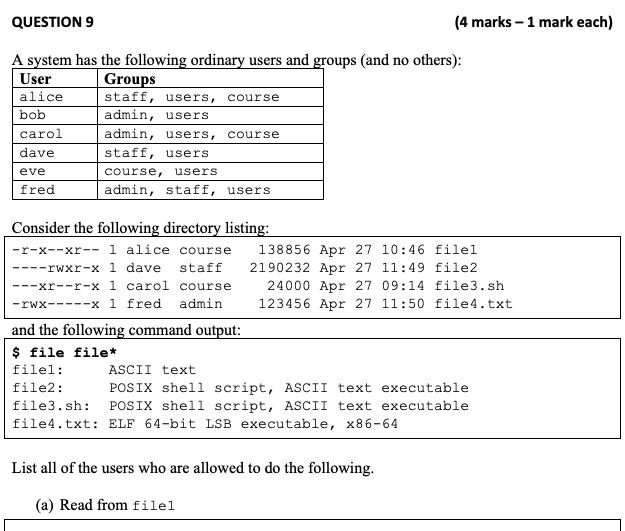 QUESTION 9 (4 marks – 1 mark each)
A system has the following ordinary users and groups (and no others):
User Groups
alice staff, users, course
bob admin, users
carol admin, users, course
dave staff, users
eve course, users
fred admin, staff, users
Consider the following directory listing:
-r-x--xr-- 1 alice course 138856 Apr 27 10:46 file1
----rwxr-x 1 dave staff 2190232 Apr 27 11:49 file2
---xr--r-x 1 carol course 24000 Apr 27 09:14 file3.sh
-rwx-----x 1 fred admin 123456 Apr 27 11:50 file4.txt
and the following command output:
$ file file*
file1: ASCII text
file2: POSIX shell script, ASCII text executable
file3.sh: POSIX shell script, ASCII text executable
file4.txt: ELF 64-bit LSB executable, x86-64
List all of the users who are allowed to do the following.
(a) Read from file1